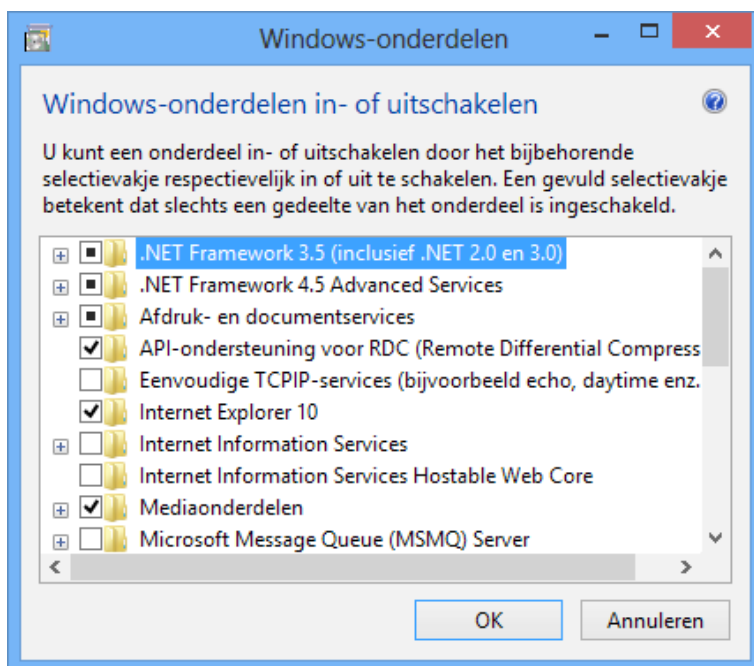 Windows-onderdelen
Windows-onderdelen in- of uitschakelen
U kunt een onderdeel in- of uitschakelen door het bijbehorende
selectievakje respectievelijk in of uit te schakelen. Een gevuld selectievakje
betekent dat slechts een gedeelte van het onderdeel is ingeschakeld.
.NET Framework 3.5 (inclusief .NET 2.0 en 3.0)
.NET Framework 4.5 Advanced Services
Afdruk- en documentservices
API-ondersteuning voor RDC (Remote Differential Compress
Eenvoudige TCPIP-services (bijvoorbeeld echo, daytime enz.
Internet Explorer 10
Internet Information Services
Internet Information Services Hostable Web Core
Mediaonderdelen
Microsoft Message Queue (MSMQ) Server
OK Annuleren